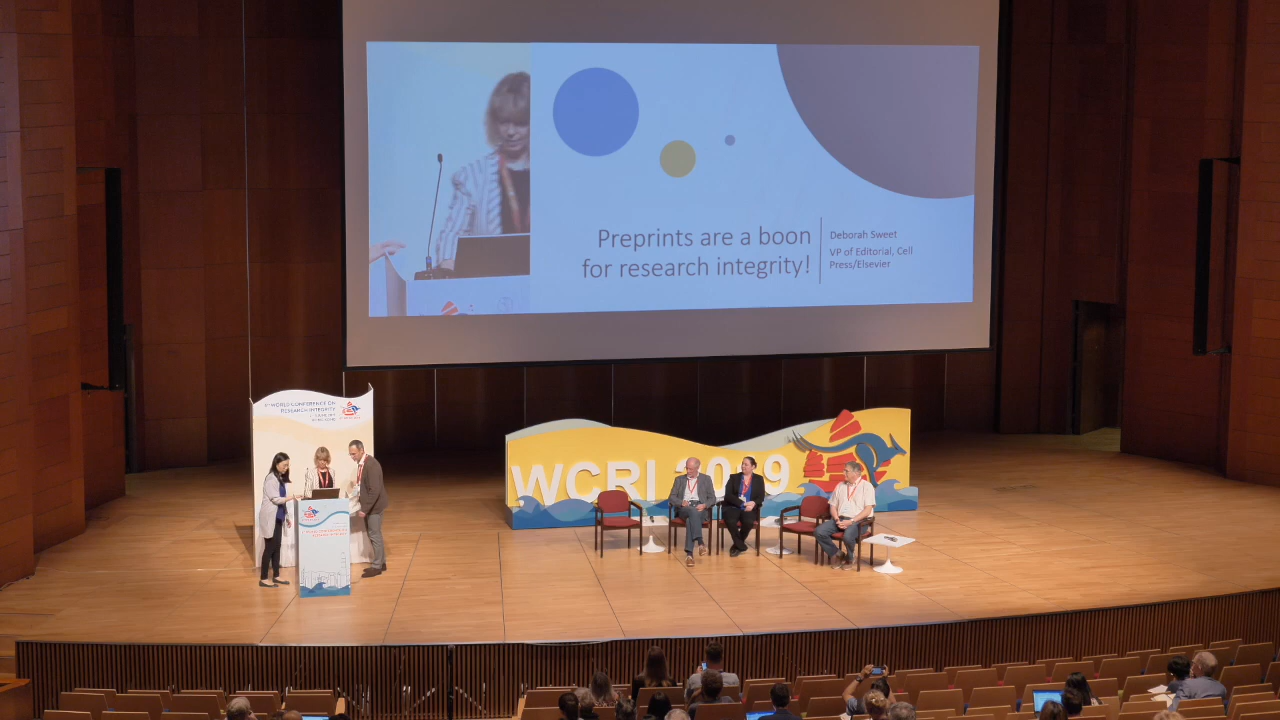 Preprints are a boon
for research integrity!
Deborah Sweet
VP of Editorial, Cell
Press/Elsevier
WORLD CONFERENCE ON
RESEARCH INTEGRITY
WCRI 2019